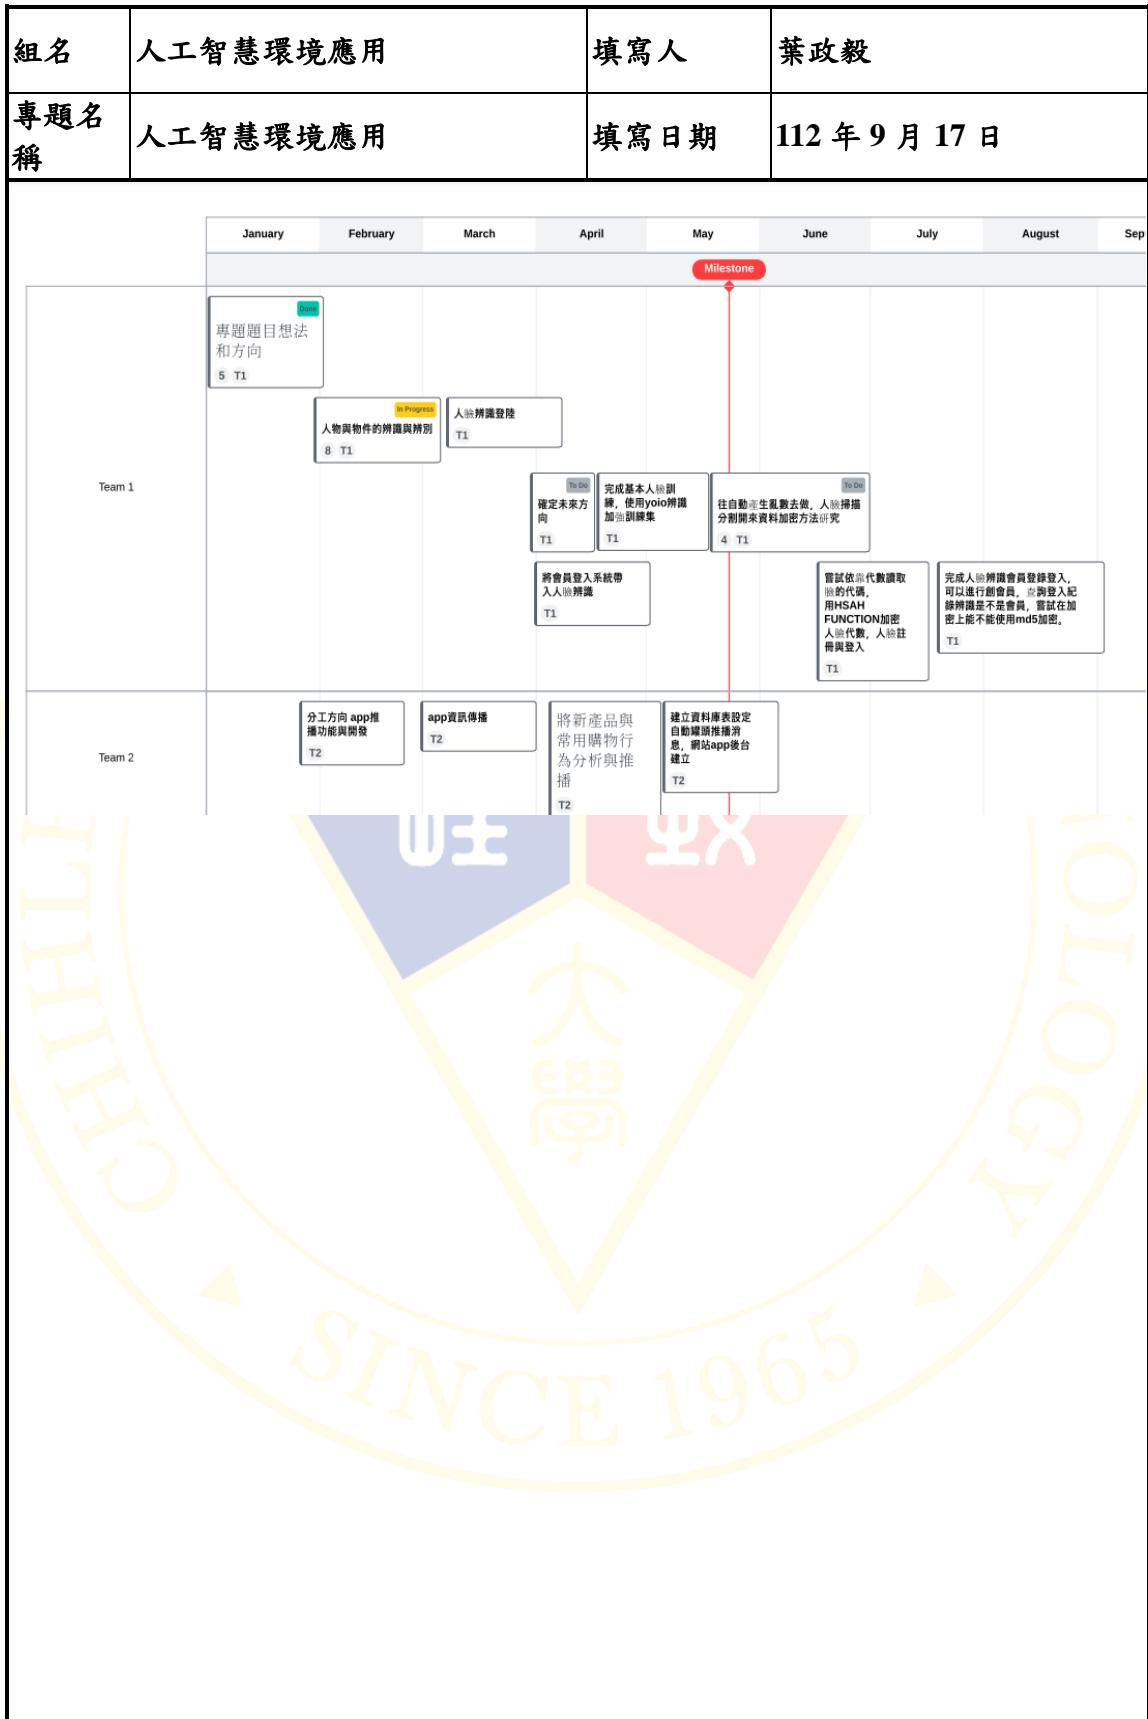 組名 人工智慧環境應用 填寫人 葉政毅
專題名稱 人工智慧環境應用 填寫日期 112 年 9 月 17 日
January February March April May June July August Sep
Milestone
Team 1
Done
專題題目想法
和方向
5 T1
In Progress
人物與物件的辨識與辨別
8 T1
人臉辨識登陸
T1
To Do
確定未來方
向
T1
完成基本人臉訓
練，使用yoio辨識
加強訓練集
T1
To Do
往自動產生亂數去做，人臉掃描
分割開來資料加密方法研究
4 T1
將會員登入系統帶
入人臉辨識
T1
嘗試依靠代數讀取
臉的代碼，
用HSAH
FUNCTION加密
人臉代數，人臉註
冊與登入
T1
完成人臉辨識會員登錄登入，
可以進行創會員，查詢登入紀
錄辨識是不是會員，嘗試在加
密上能不能使用md5加密。
T1
Team 2
分工方向 app推
播功能與開發
T2
app資訊傳播
T2
將新產品與
常用購物行
為分析與推
播
T2
建立資料庫表設定
自動罐頭推播消
息，網站app後台
建立
T2
大
學
CHIHL
OLOGY
SINCE 1965